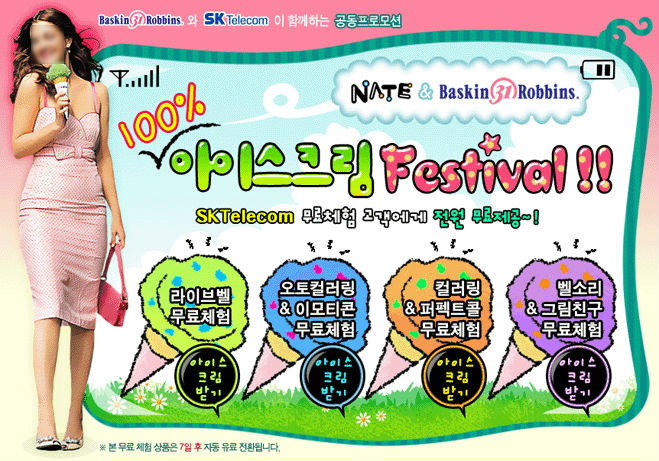 Baskin 31 Robbins. 와 SK Telecom 이 함께하는 공동프로모션
NATE & Baskin 31 Robbins.
100%
아이스크림 Festival!!
SKTelecom 무료체험 고객에게 전원 무료제공~!
라이브벨
무료체험
아이스
크림
받기
오토컬러링
& 이모티콘
무료체험
아이스
크림
받기
컬러링
& 퍼펙트콜
무료체험
아이스
크림
받기
벨소리
& 그림친구
무료체험
아이스
크림
받기
※ 본 무료 체험 상품은 7일 후 자동 유료 전환됩니다.